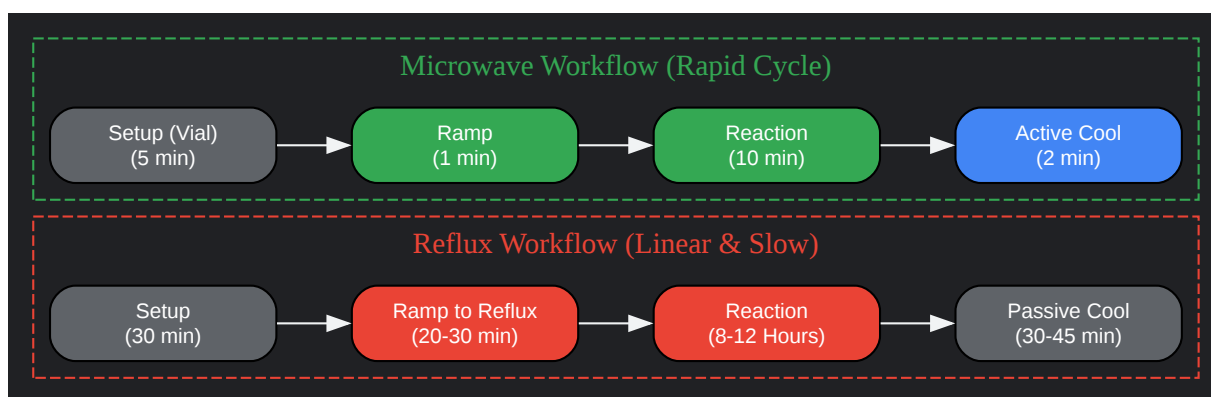 Microwave Workflow (Rapid Cycle)
Setup (Vial)
(5 min)
Ramp
(1 min)
Reaction
(10 min)
Active Cool
(2 min)
Reflux Workflow (Linear & Slow)
Setup
(30 min)
Ramp to Reflux
(20-30 min)
Reaction
(8-12 Hours)
Passive Cool
(30-45 min)